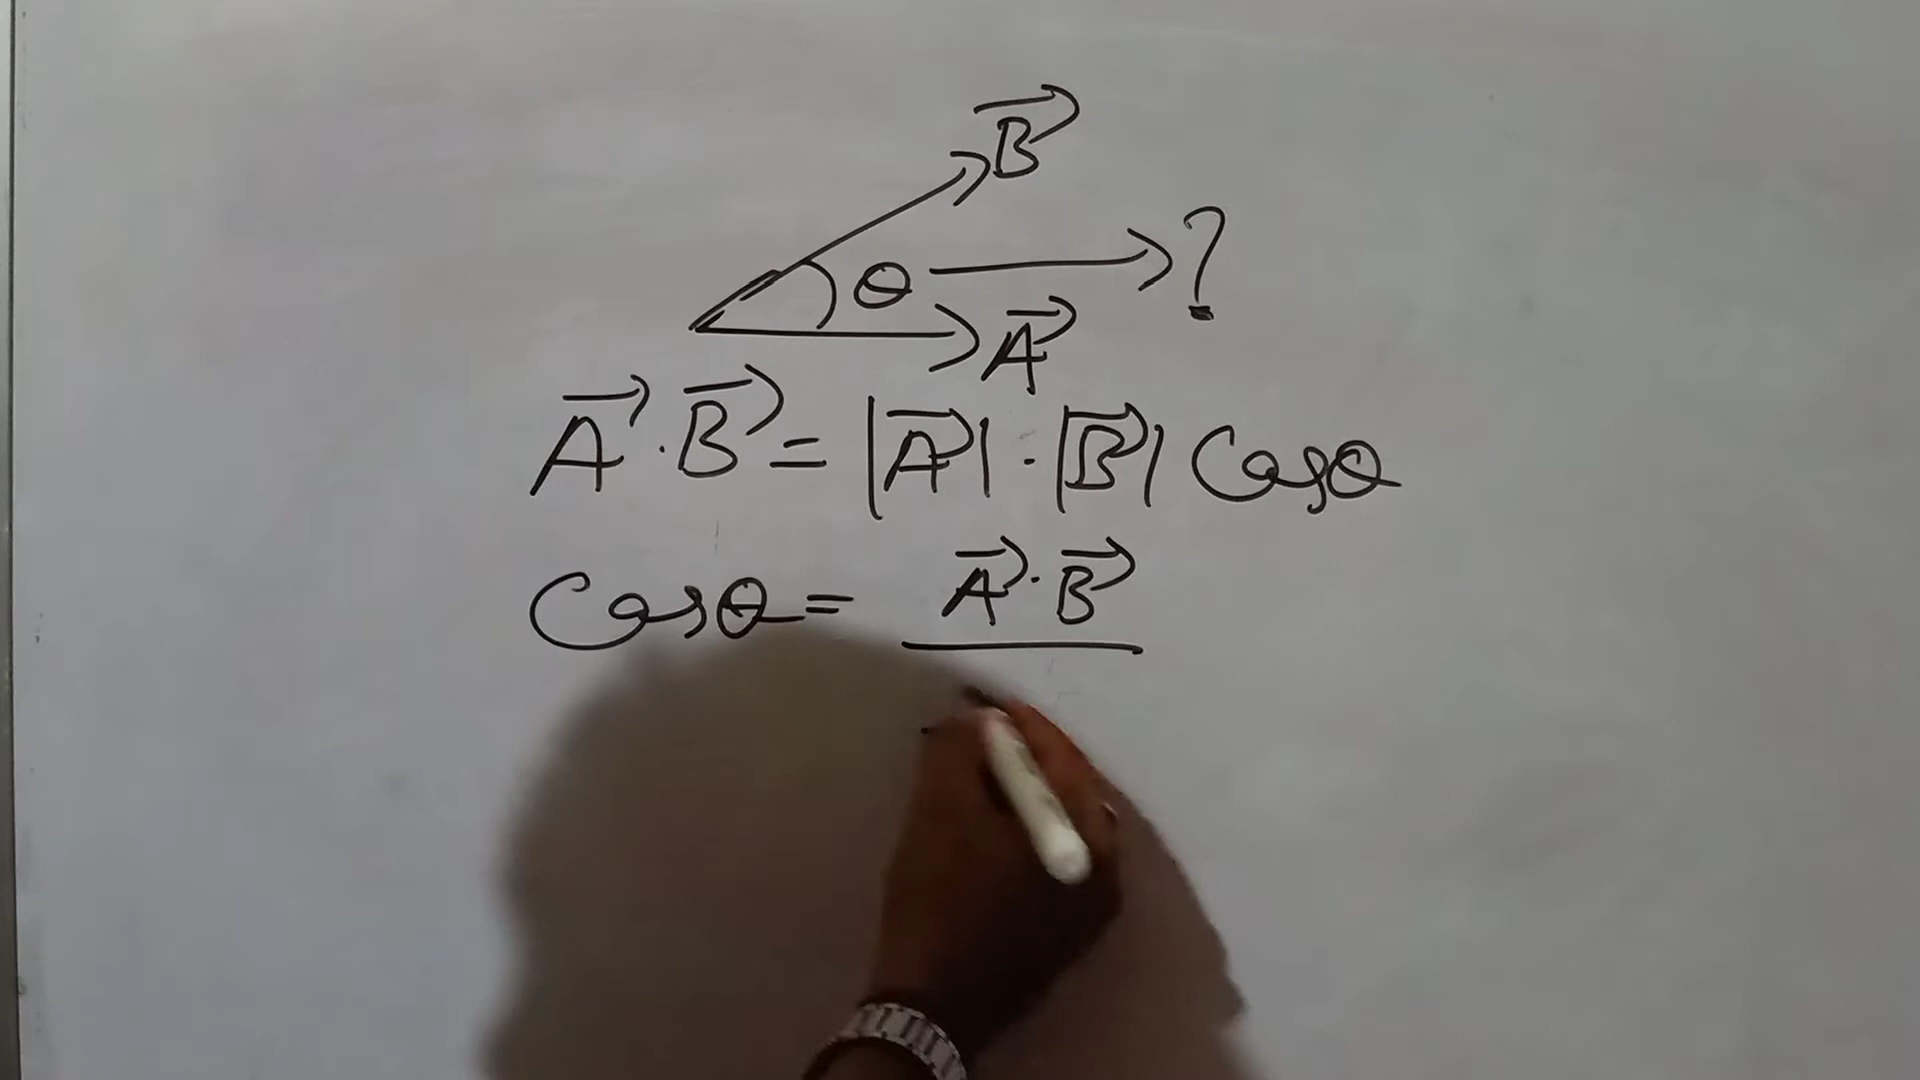 B⃗
θ → ?
A⃗
A⃗ · B⃗ = |A⃗| · |B⃗| Cosθ
Cosθ = A⃗ · B⃗